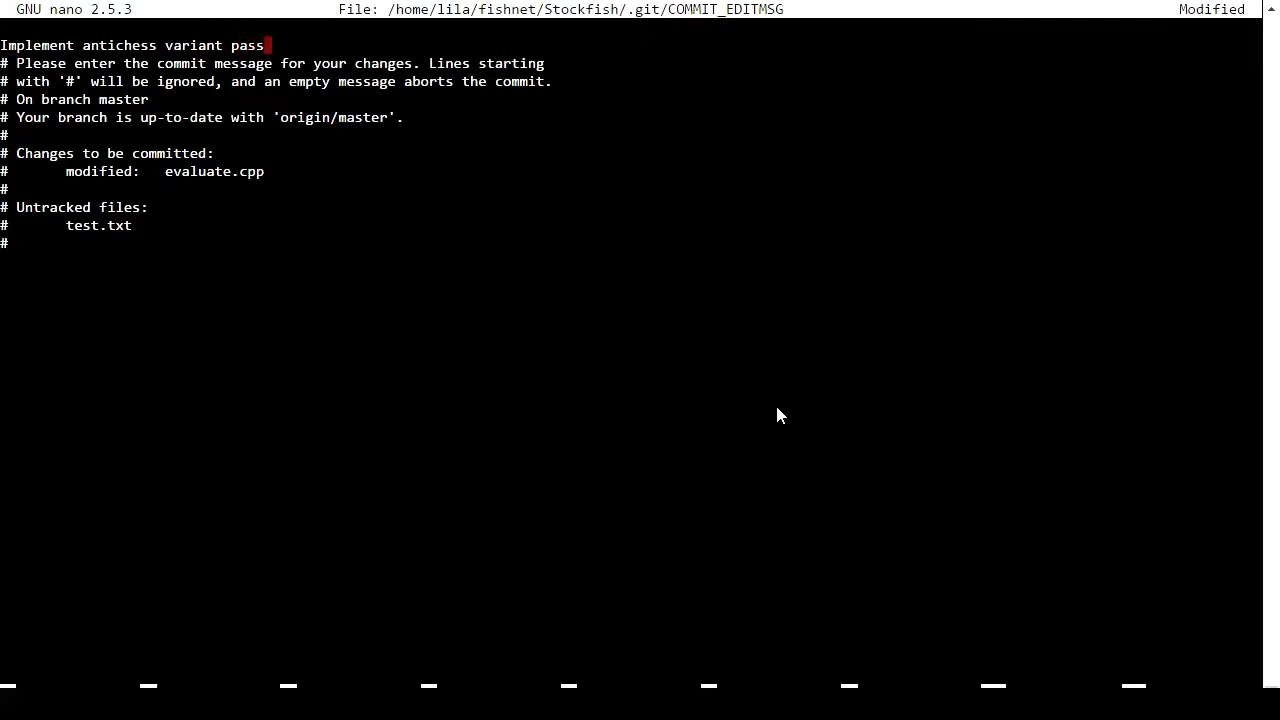 GNU nano 2.5.3 File: /home/lila/fishnet/Stockfish/.git/COMMIT_EDITMSG Modified
Implement antichess variant pass
# Please enter the commit message for your changes. Lines starting
# with '#' will be ignored, and an empty message aborts the commit.
# On branch master
# Your branch is up-to-date with 'origin/master'.
#
# Changes to be committed:
# modified: evaluate.cpp
#
# Untracked files:
# test.txt
#